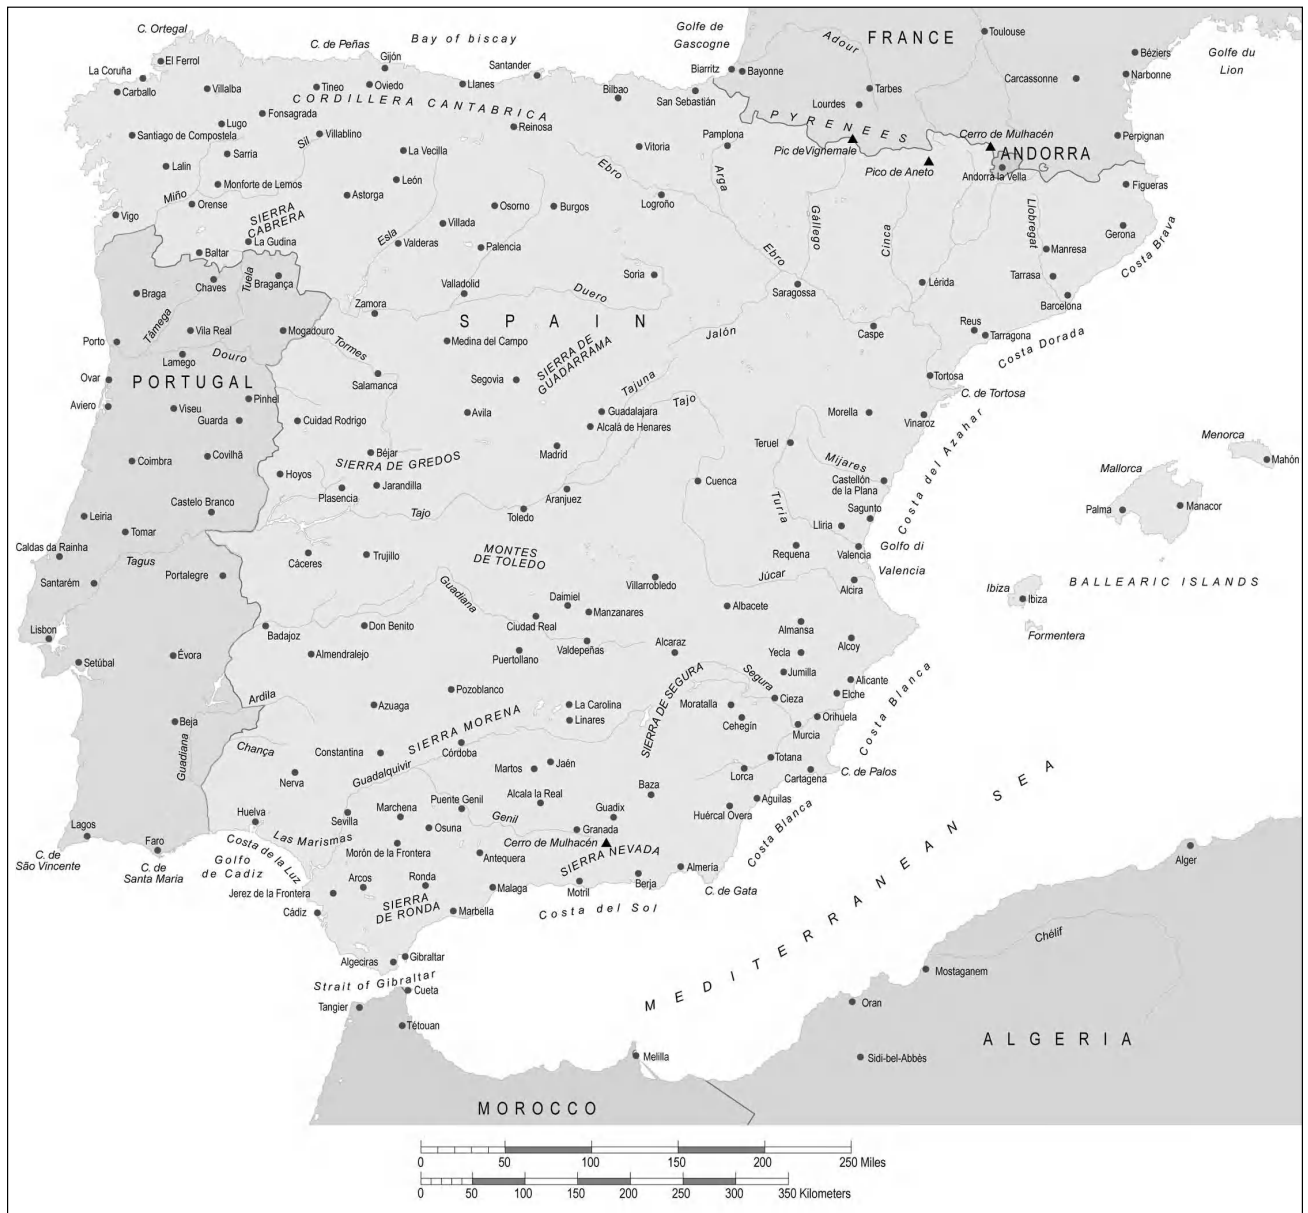 C. Ortegal
El Ferrol
La Coruña
Carballo
C. de Peñas
Gijón
Bay of biscay
Santander
Golfe de
Gascogne
Biarritz
Bayonne
Adour
FRANCE
Toulouse
Béziers
Golfe du
Lion
Carcassonne
Narbonne
Villalba
Tineo
Oviedo
Llanes
Bilbao
San Sebastián
Tarbes
Lourdes
CORDILLERA CANTABRICA
Fonsagrada
Lugo
Santiago de Compostela
Sil
Villablino
Reinosa
Pamplona
PYRENEES
Cerro de Mulhacén
Perpignan
Sarria
La Vecilla
Vitoria
Pic deVignemale
ANDORRA
Lalin
Ebro
Arga
Pico de Aneto
Andorra la Vella
Monforte de Lemos
León
Figueras
Miño
Orense
Astorga
Logroño
Osorno
Burgos
Vigo
SIERRA
CABRERA
Villada
Gállego
Cinca
Llobregat
Gerona
La Gudina
Esla
Valderas
Palencia
Ebro
Manresa
Costa Brava
Baltar
Tuela
Bragança
Chaves
Soria
Tarrasa
Valladolid
Lérida
Braga
Duero
Saragossa
Barcelona
Zamora
Támega
SPAIN
Vila Real
Mogadouro
Jalón
Caspe
Reus
Tarragona
Porto
Tormes
Medina del Campo
SIERRA DE
GUADARRAMA
Costa Dorada
Lamego
Douro
PORTUGAL
Salamanca
Segovia
Tajuna
Tortosa
Ovar
Pinhel
Tajo
C. de Tortosa
Aviero
Viseu
Guarda
Cuidad Rodrigo
Avila
Guadalajara
Alcalà de Henares
Morella
Vinaroz
Menorca
Teruel
Costa del Azahar
Béjar
Madrid
Coimbra
Covilhã
SIERRA DE GREDOS
Mijares
Mallorca
Mahón
Hoyos
Plasencia
Jarandilla
Cuenca
Castellón
de la Plana
Castelo Branco
Aranjuez
Turia
Palma
Manacor
Leiria
Tajo
Toledo
Sagunto
Lliria
Tomar
Caldas da Rainha
Requena
Valencia
Golfo di
Valencia
Tagus
Cáceres
Trujillo
MONTES
DE TOLEDO
Júcar
Santarém
Portalegre
Villarrobledo
Alcira
Ibiza
Ibiza
BALLEARIC ISLANDS
Guadiana
Daimiel
Manzanares
Albacete
Formentera
Lisbon
Badajoz
Don Benito
Ciudad Real
Almansa
Setúbal
Évora
Almendralejo
Puertollano
Valdepeñas
Alcaraz
Yecla
Alcoy
Jumilla
Alicante
Ardila
Pozoblanco
SIERRA DE SEGURA
Segura
Cieza
Elche
Costa Blanca
Beja
Azuaga
La Carolina
Linares
Moratalla
Cehegín
Orihuela
Murcia
SIERRA MORENA
Guadiana
Chança
Constantina
Córdoba
Totana
Guadalquivir
Martos
Jaén
Lorca
Cartagena
C. de Palos
Nerva
Baza
Alcala la Real
Aguilas
Puente Genil
Huércal Overa
Huelva
Sevilla
Marchena
Genil
Guadix
Costa Blanca
Lagos
Faro
Las Marismas
Osuna
Granada
Cerro de Mulhacén
C. de
São Vincente
C. de
Santa Maria
Golfo
de Cadiz
Costa de la Luz
Morón de la Frontera
Antequera
SIERRA NEVADA
Almería
Alger
Arcos
Ronda
Jerez de la Frontera
SIERRA
DE RONDA
Malaga
Motril
Berja
C. de Gata
Cádiz
Marbella
Costa del Sol
Chélif
Algeciras
Gibraltar
Mostaganem
Strait of Gibraltar
Cueta
MEDITERRANEAN SEA
Tangier
Oran
Tétouan
ALGERIA
Melilla
Sidi-bel-Abbès
MOROCCO
0 50 100 150 200 250 Miles
0 50 100 150 200 250 300 350 Kilometers